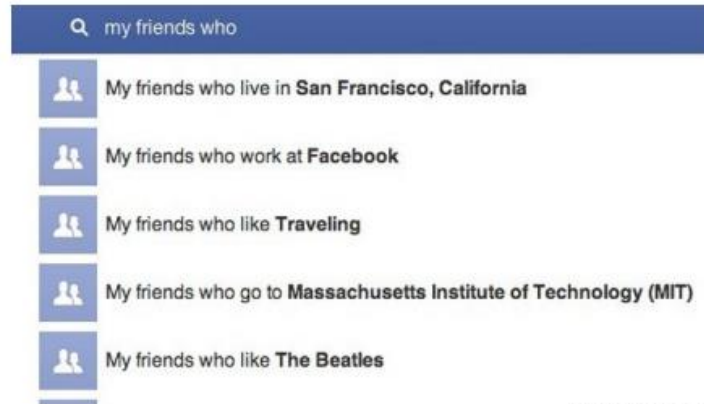 my friends who
My friends who live in San Francisco, California
My friends who work at Facebook
My friends who like Traveling
My friends who go to Massachusetts Institute of Technology (MIT)
My friends who like The Beatles